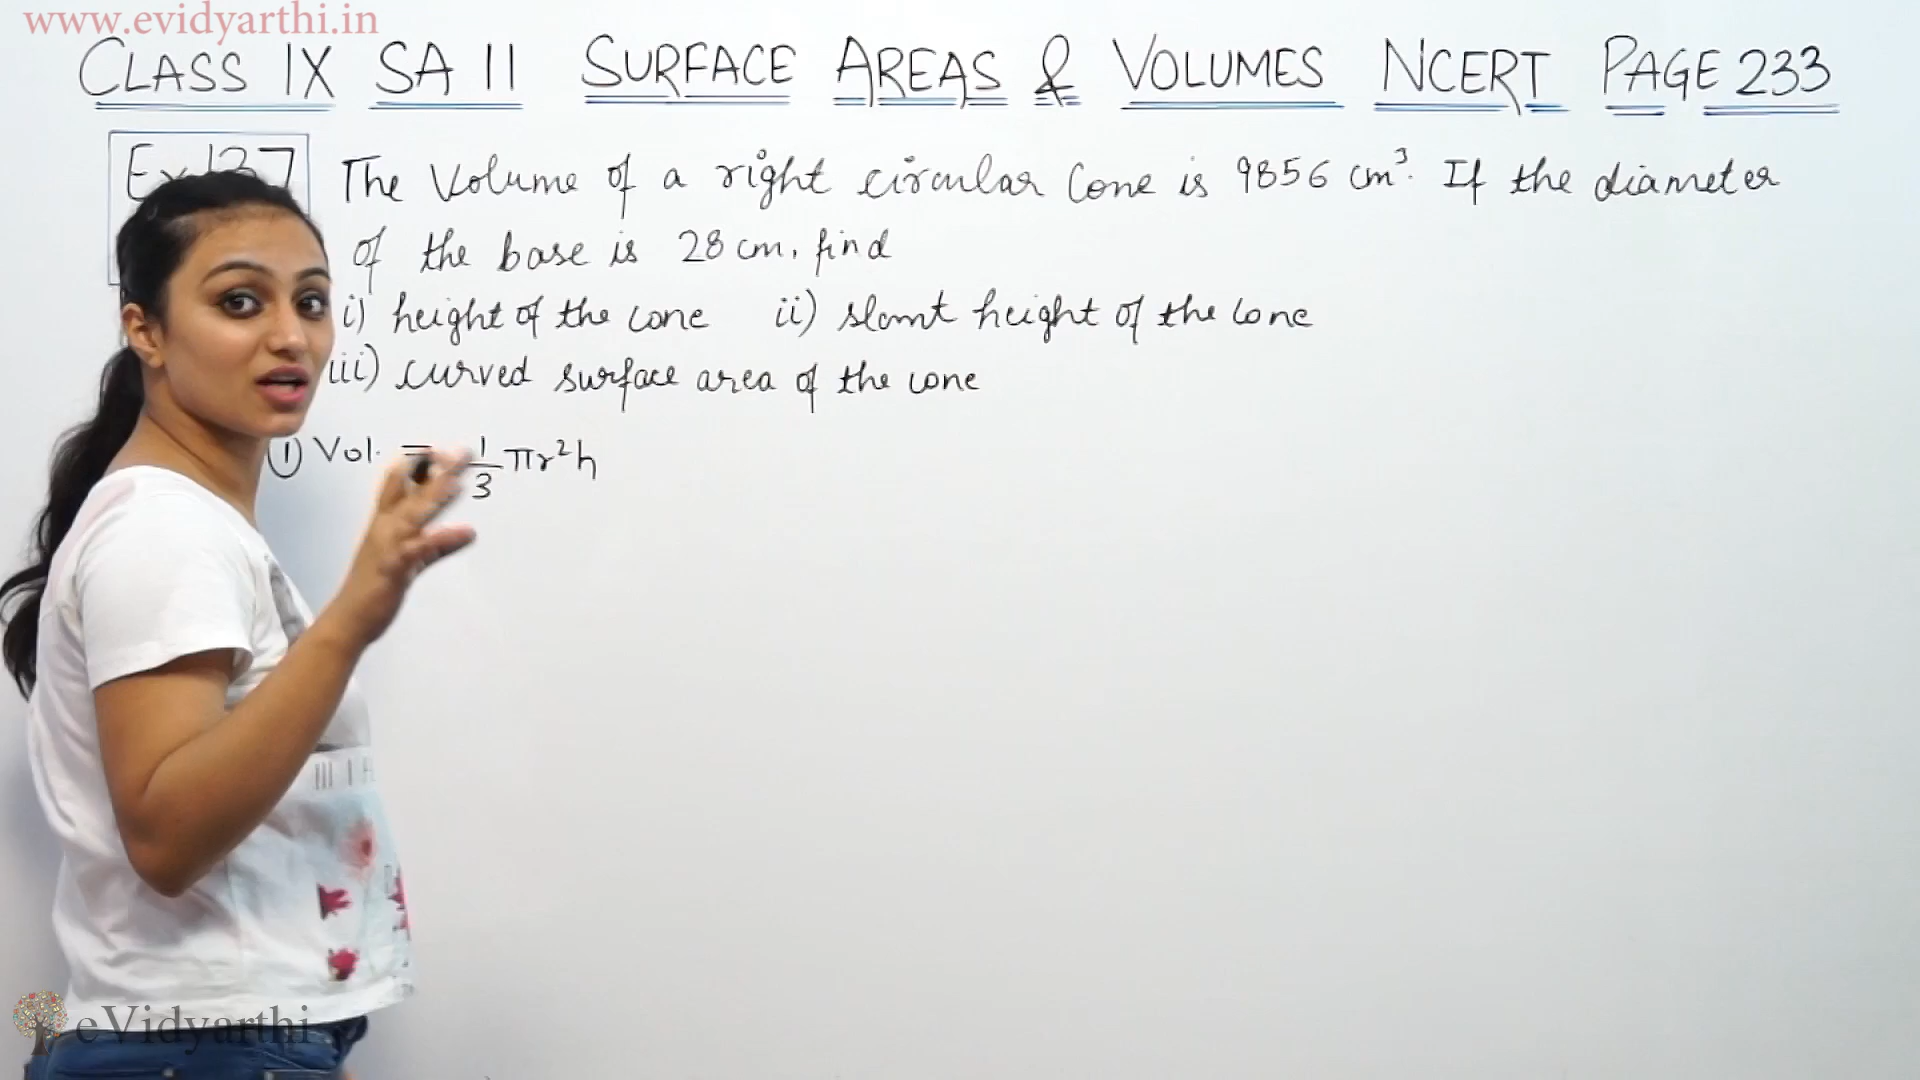 www.evidyarthi.in
CLASS IX SA II SURFACE AREAS & VOLUMES NCERT PAGE 233
Ex 13.7 The Volume of a right circular Cone is 9856 cm³. If the diameter
of the base is 28 cm, find
i) height of the cone ii) slant height of the cone
iii) curved surface area of the cone
① Vol. = 1/3 πr²h
eVidyarthi